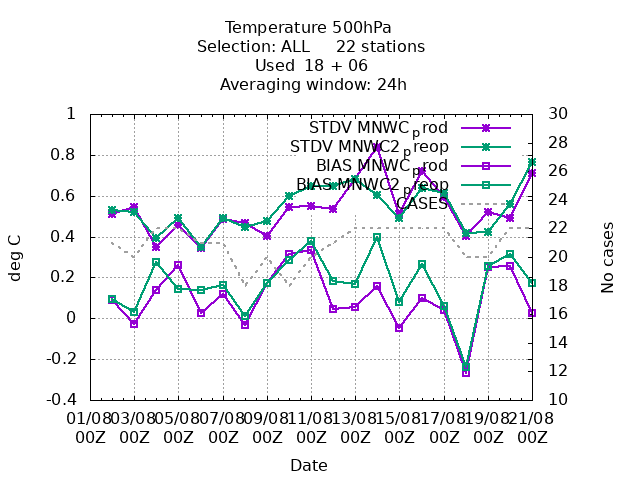 Temperature 500hPa
Selection: ALL 22 stations
Used 18 + 06
Averaging window: 24h
STDV MNWC_prod
STDV MNWC2_preop
BIAS MNWC_prod
BIAS MNWC2_preop
CASES
1
0.8
0.6
0.4
0.2
0
-0.2
-0.4
deg C
30
28
26
24
22
20
18
16
14
12
10
No cases
01/08 03/08 05/08 07/08 09/08 11/08 13/08 15/08 17/08 19/08 21/08
00Z 00Z 00Z 00Z 00Z 00Z 00Z 00Z 00Z 00Z 00Z
Date